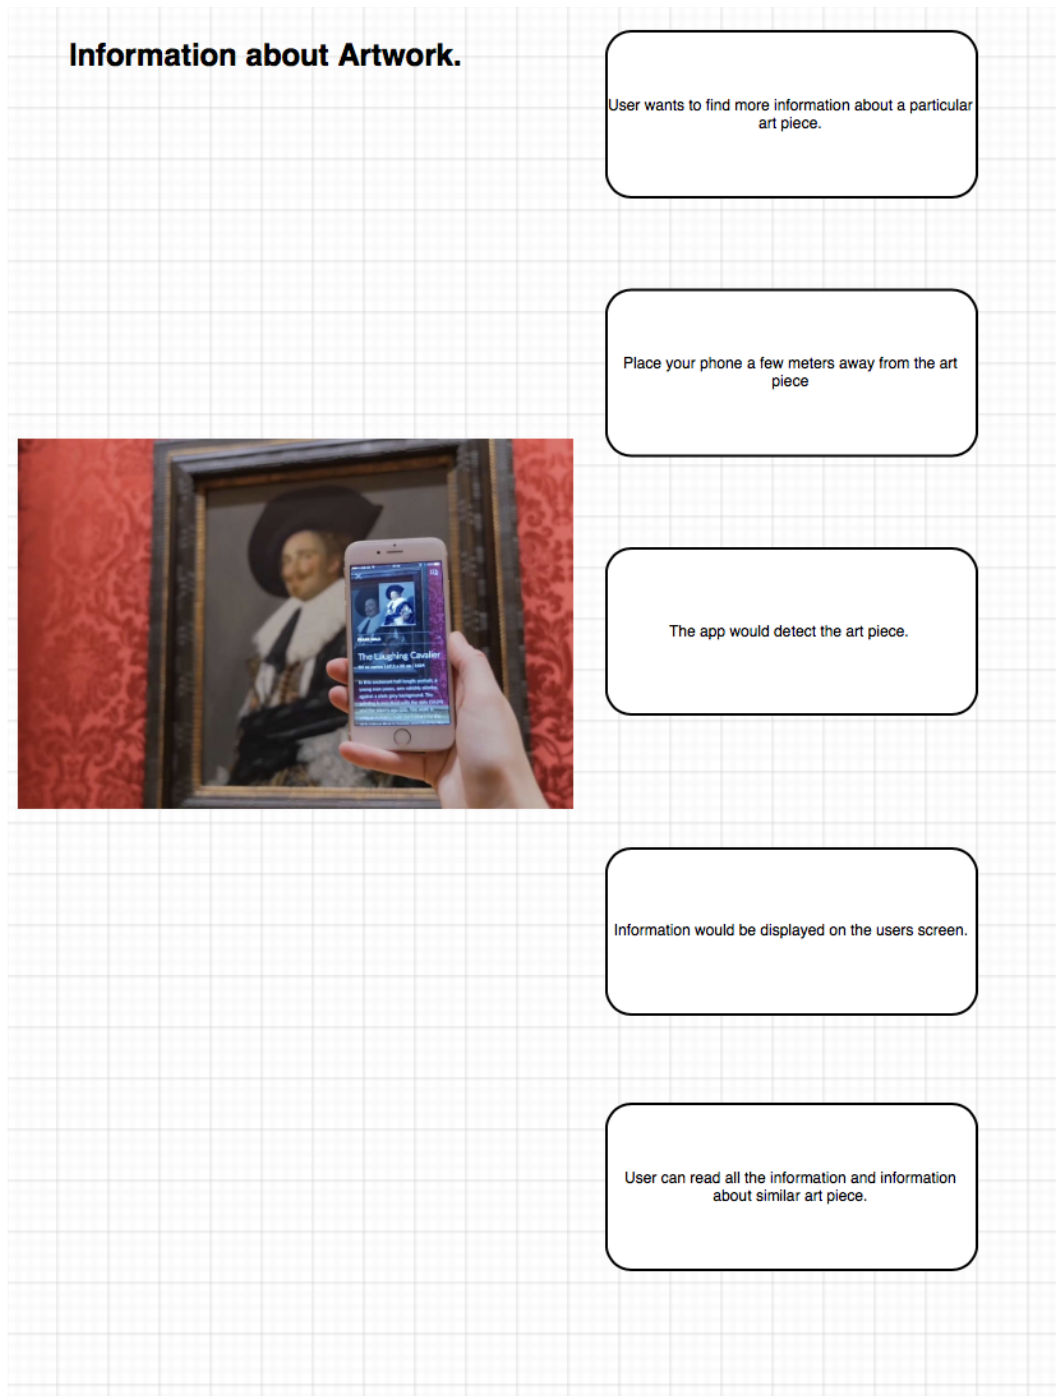 Information about Artwork.
User wants to find more information about a particular
art piece.
Place your phone a few meters away from the art
piece
The app would detect the art piece.
The Laughing Cavalier
Information would be displayed on the users screen.
User can read all the information and information
about similar art piece.